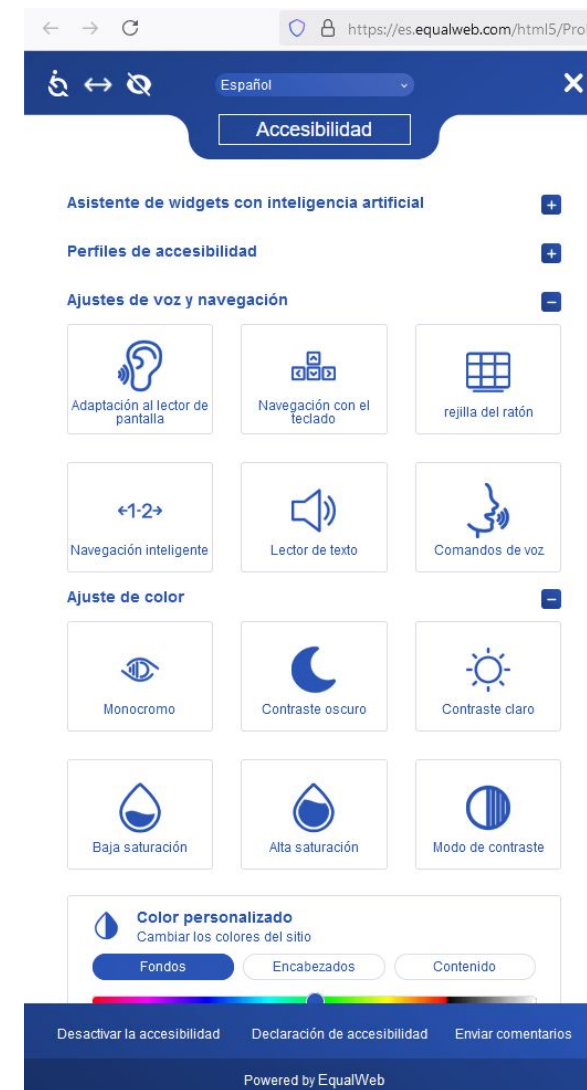 https://es.equalweb.com/html5/Pro
Español
Accesibilidad
Asistente de widgets con inteligencia artificial
Perfiles de accesibilidad
Ajustes de voz y navegación
Adaptación al lector de
pantalla
Navegación con el
teclado
rejilla del ratón
←1-2→
Navegación inteligente
Lector de texto
Comandos de voz
Ajuste de color
Monocromo
Contraste oscuro
Contraste claro
Baja saturación
Alta saturación
Modo de contraste
Color personalizado
Cambiar los colores del sitio
Fondos
Encabezados
Contenido
Desactivar la accesibilidad
Declaración de accesibilidad
Enviar comentarios
Powered by EqualWeb